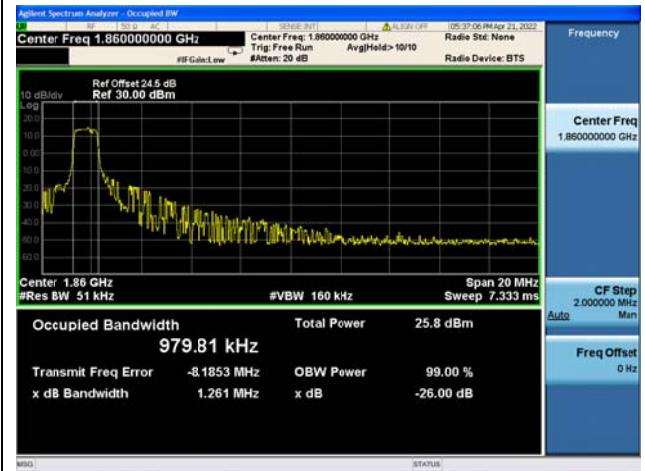 Agilent Spectrum Analyzer - Occupied BW
RF 50 Ω AC SENSE:INT ALIGN OFF 05:37:06 PM Apr 21, 2022
Center Freq 1.860000000 GHz
Center Freq: 1.860000000 GHz
Radio Std: None
Trig: Free Run Avg|Hold:> 10/10
#IFGain:Low #Atten: 20 dB Radio Device: BTS
Ref Offset 24.5 dB
10 dB/div Ref 30.00 dBm
Log
20.0
10.0
0.00
-10.0
-20.0
-30.0
-40.0
-50.0
-60.0
Center 1.86 GHz Span 20 MHz
#Res BW 51 kHz #VBW 160 kHz Sweep 7.333 ms
Occupied Bandwidth Total Power 25.8 dBm
979.81 kHz
Transmit Freq Error -8.1853 MHz OBW Power 99.00 %
x dB Bandwidth 1.261 MHz x dB -26.00 dB
Frequency
Center Freq
1.860000000 GHz
CF Step
2.000000 MHz
Auto Man
Freq Offset
0 Hz
MSG STATUS